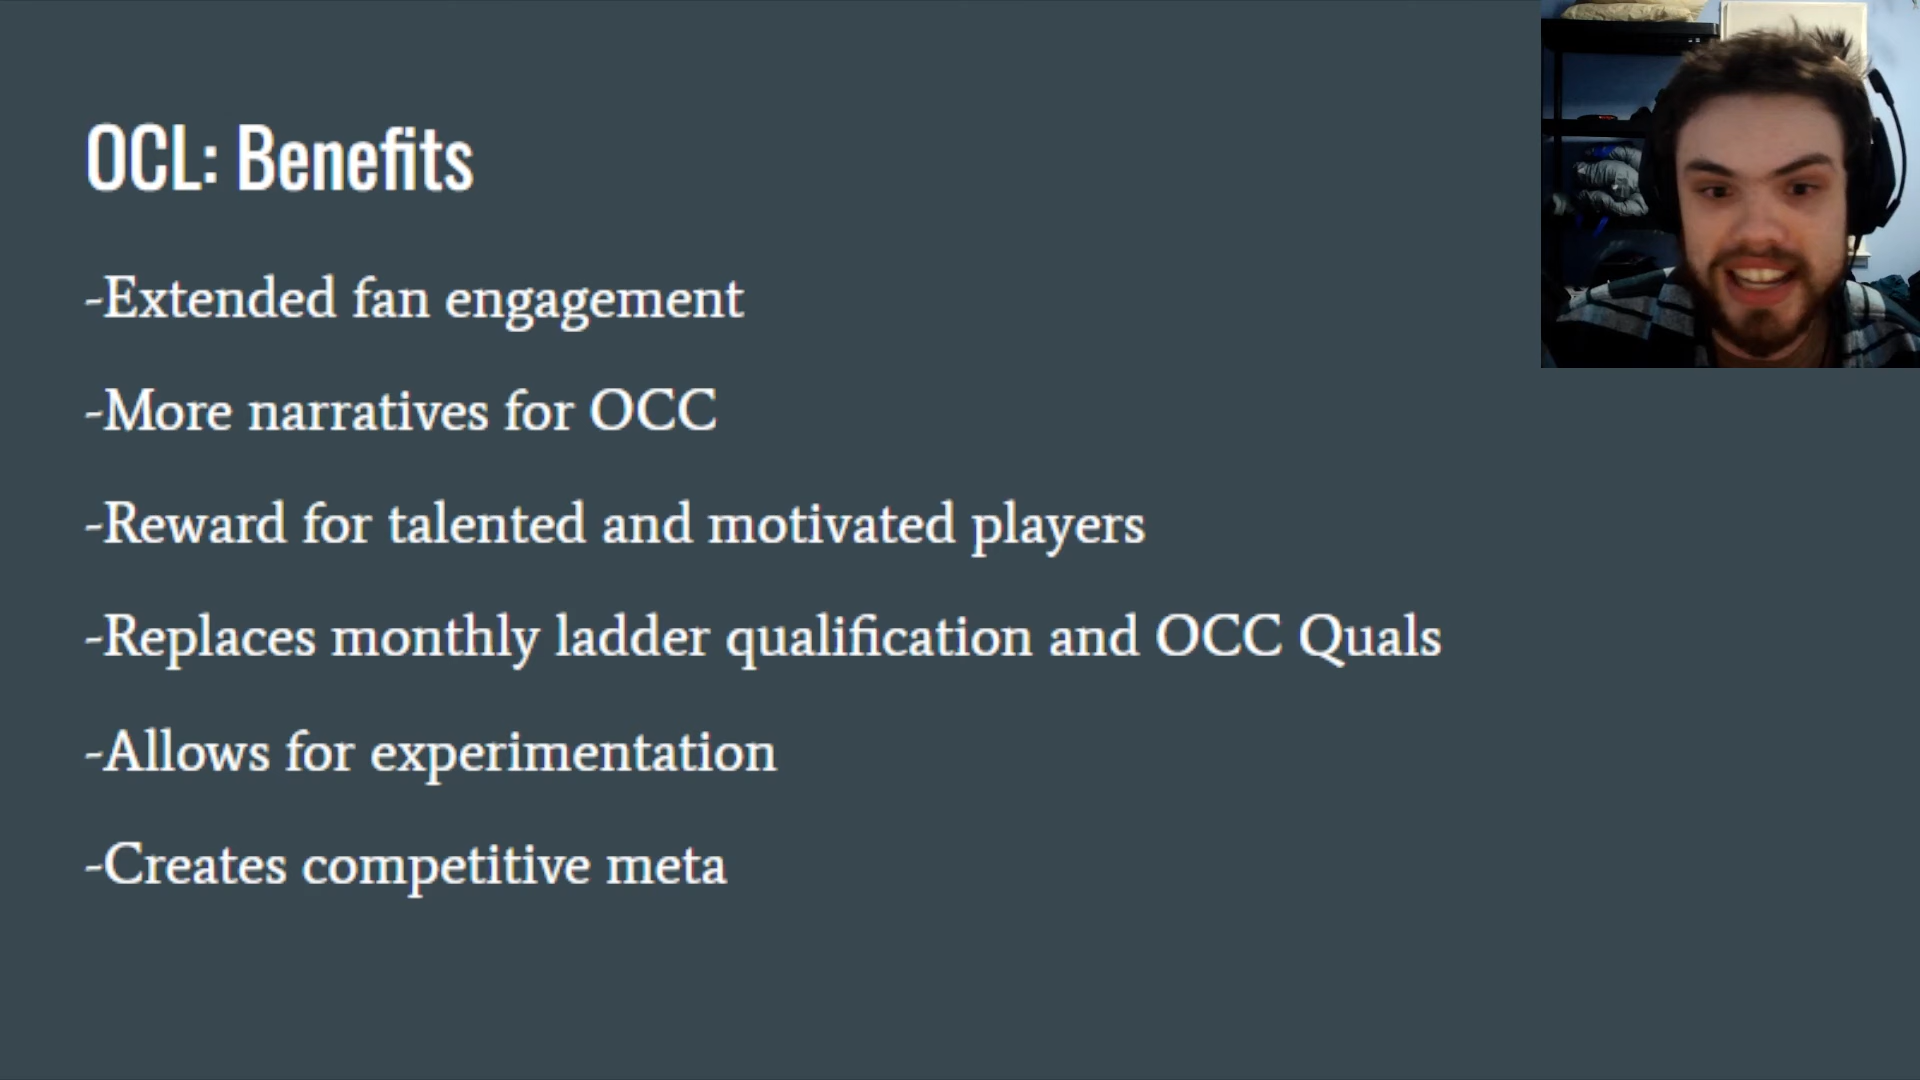 OCL: Benefits
-Extended fan engagement
-More narratives for OCC
-Reward for talented and motivated players
-Replaces monthly ladder qualification and OCC Quals
-Allows for experimentation
-Creates competitive meta